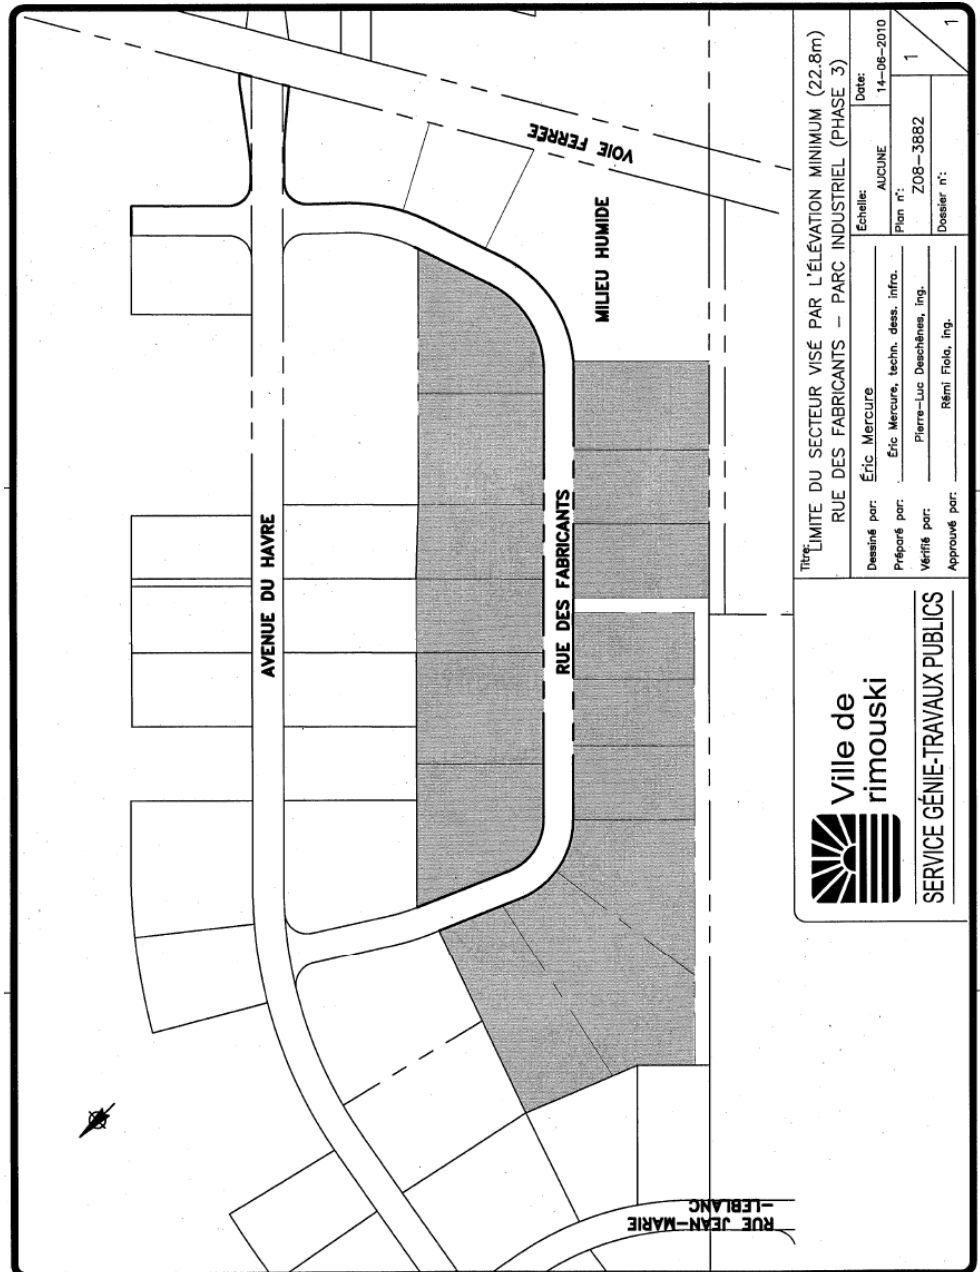 AVENUE DU HAVRE
RUE DES FABRICANTS
VOIE FERRÉE
MILIEU HUMIDE
RUE JEAN-MARIE
-LEBLANC
Ville de
rimouski
SERVICE GÉNIE-TRAVAUX PUBLICS
Titre:
LIMITE DU SECTEUR VISÉ PAR L'ÉLÉVATION MINIMUM (22.8m)
RUE DES FABRICANTS - PARC INDUSTRIEL (PHASE 3)
Dessiné par: Éric Mercure
Préparé par: Éric Mercure, techn. dess. infra.
Vérifié par: Pierre-Luc Deschênes, ing.
Approuvé par: Rémi Fiola, ing.
Échelle: AUCUNE
Date: 14-06-2010
Plan n°: Z08-3882
1
1
Dossier n°: